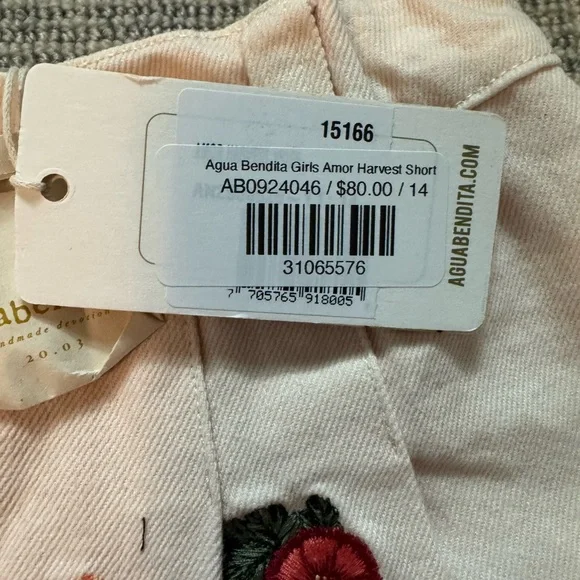 15166
Agua Bendita Girls Amor Harvest Short
AB0924046 / $80.00 / 14
31065576
7 705765 918005
AGUABENDITA.COM
20.03